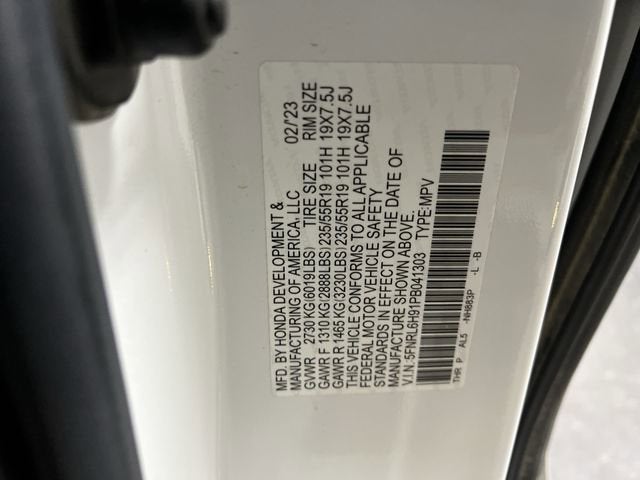 MFD. BY HONDA DEVELOPMENT &
MANUFACTURING OF AMERICA, LLC 02/'23
GVWR 2730 KG(6018LBS) TIRE SIZE RIM SIZE
GAWR F 1310 KG(2888LBS)235/55R19 101H 19X7.5J
GAWR R 1465 KG(3230LBS)235/55R19 101H 19X7.5J
THIS VEHICLE CONFORMS TO ALL APPLICABLE
FEDERAL MOTOR VEHICLE SAFETY
STANDARDS IN EFFECT ON THE DATE OF
MANUFACTURE SHOWN ABOVE.
V.I.N. 5FNRL6H91PB041303 TYPE:MPV
THR P AL5 -NH883P -L -B